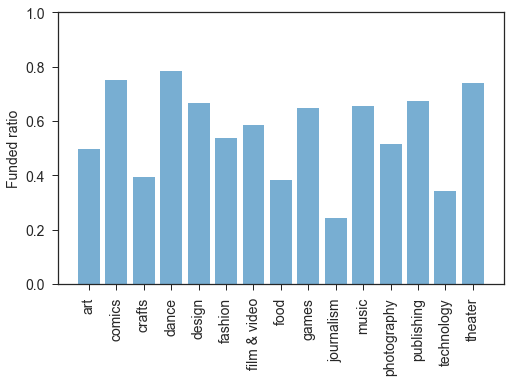 1.0
0.8
0.6
0.4
0.2
0.0
Funded ratio
art
comics
crafts
dance
design
fashion
film & video
food
games
journalism
music
photography
publishing
technology
theater